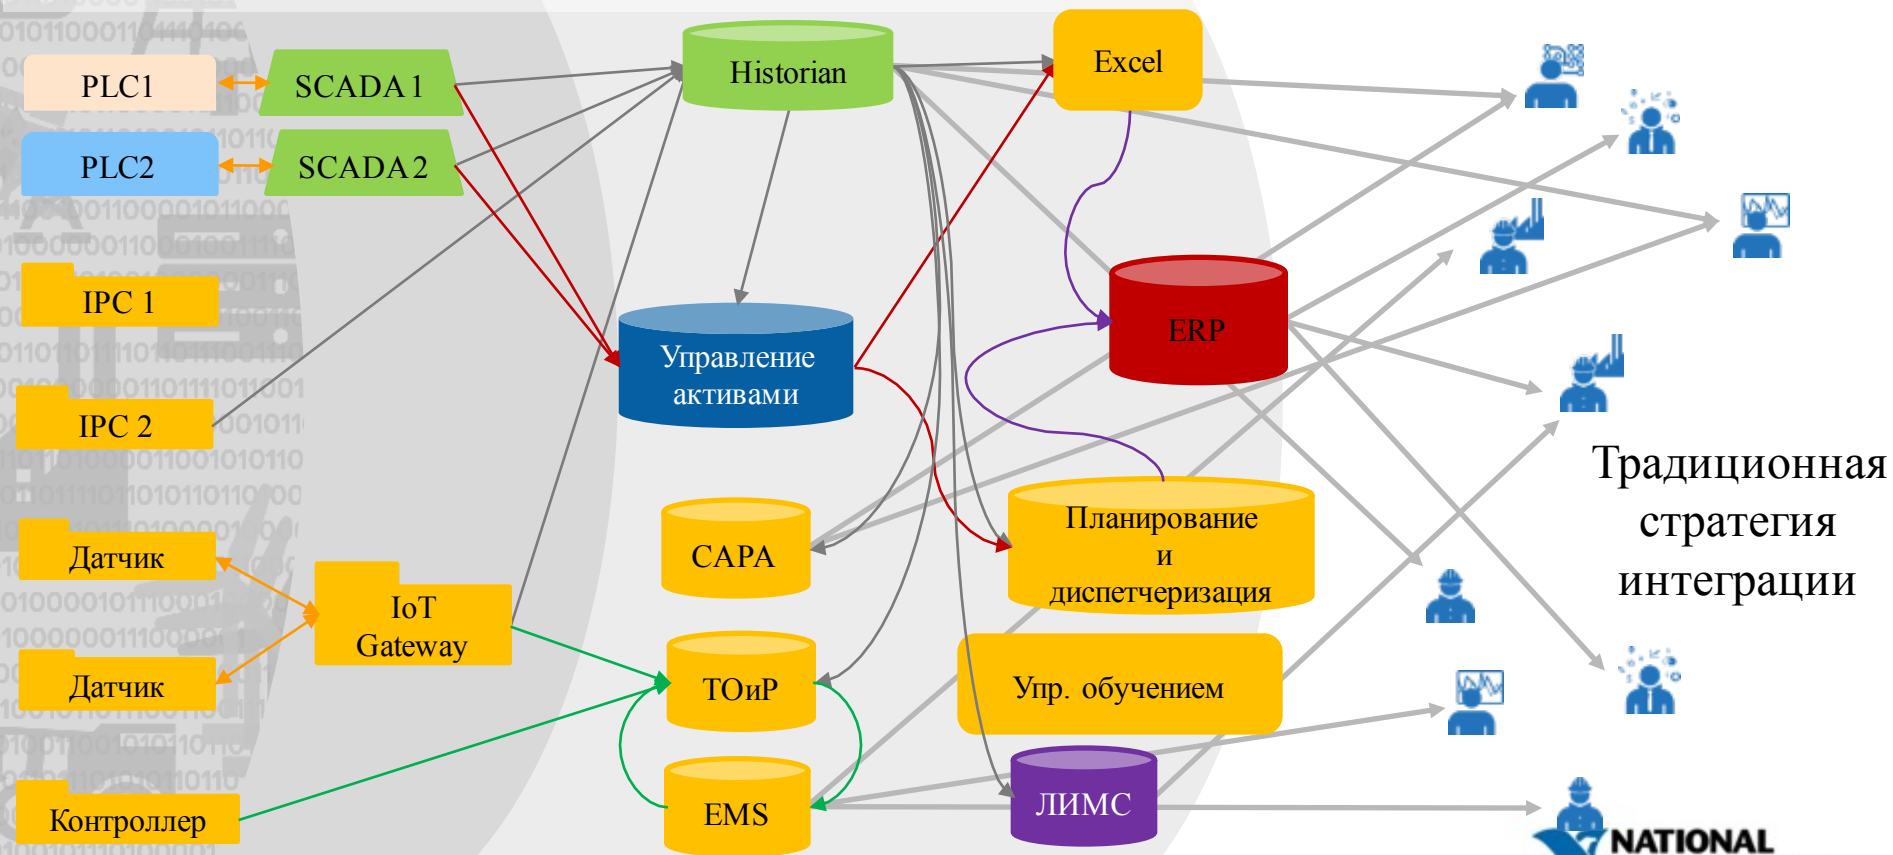 PLC1
SCADA 1
Historian
Excel
PLC2
SCADA 2
IPC 1
Управление
активами
ERP
IPC 2
Традиционная
стратегия
интеграции
Датчик
CAPA
Планирование
и
диспетчеризация
IoT
Gateway
Датчик
ТОиР
Упр. обучением
Контроллер
EMS
ЛИМС
NATIONAL